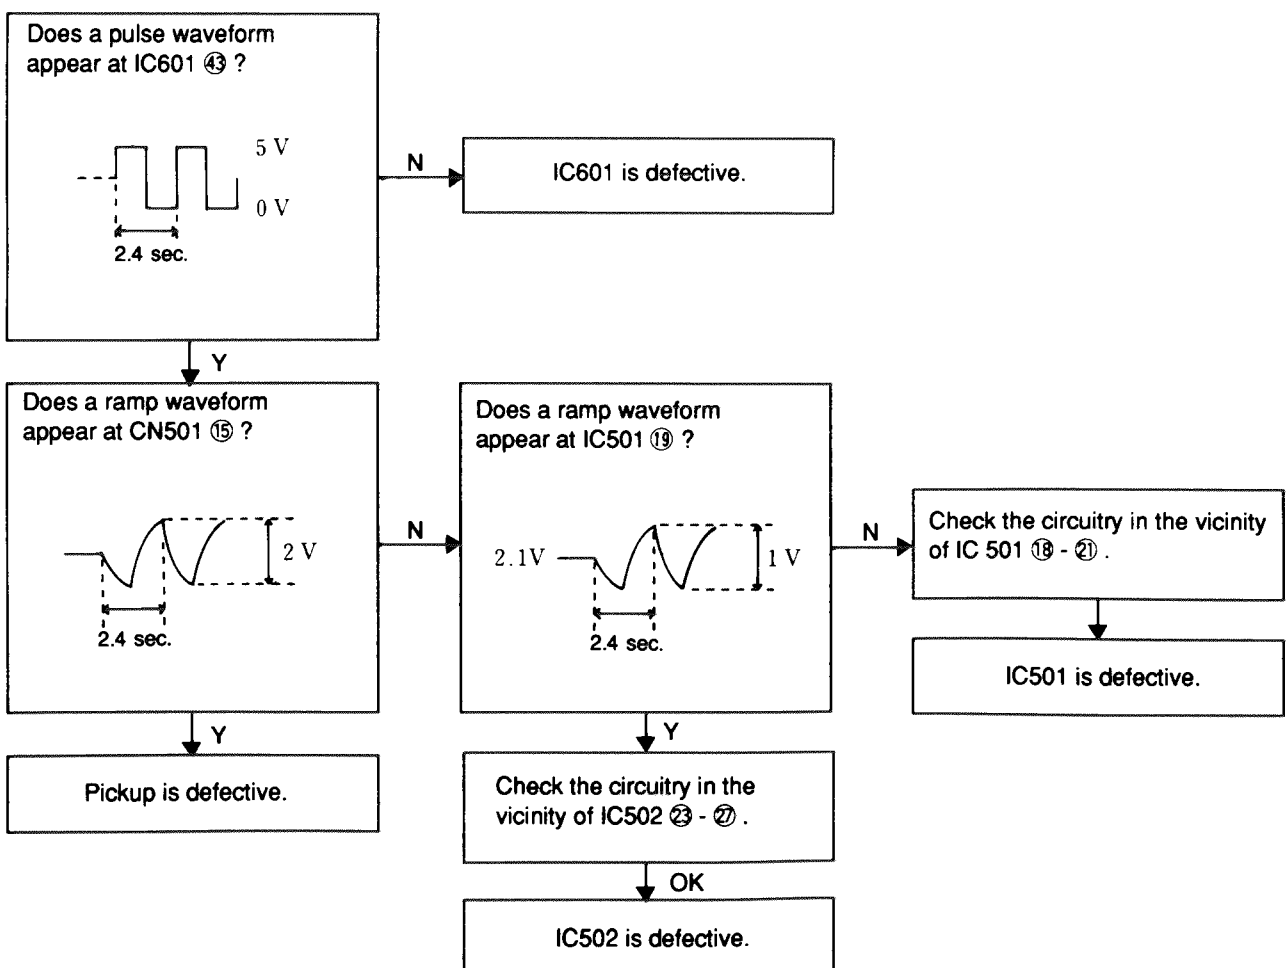 Does a pulse waveform
appear at IC601 ㊸ ?
5 V
0 V
2.4 sec.
N
IC601 is defective.
Y
Does a ramp waveform
appear at CN501 ⑮ ?
2 V
2.4 sec.
N
Does a ramp waveform
appear at IC501 ⑲ ?
2.1V
1 V
2.4 sec.
N
Check the circuitry in the vicinity
of IC 501 ⑱ - ㉑ .
IC501 is defective.
Y
Pickup is defective.
Y
Check the circuitry in the
vicinity of IC502 ㉓ - ㉗ .
OK
IC502 is defective.